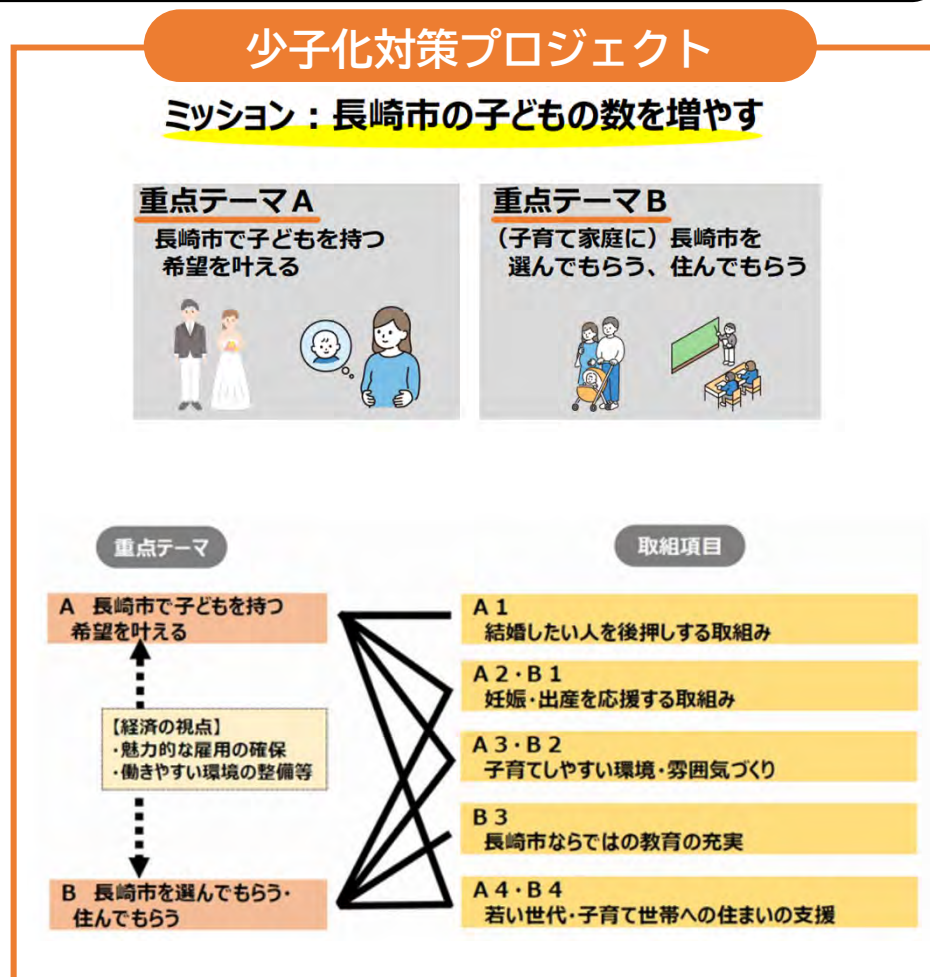 少子化対策プロジェクト
ミッション：長崎市の子どもの数を増やす
重点テーマA
長崎市で子どもを持つ
希望を叶える
重点テーマB
（子育て家庭に）長崎市を
選んでもらう、住んでもらう
重点テーマ
取組項目
A 長崎市で子どもを持つ
希望を叶える
【経済の視点】
・魅力的な雇用の確保
・働きやすい環境の整備等
B 長崎市を選んでもらう・
住んでもらう
A1
結婚したい人を後押しする取組み
A2・B1
妊娠・出産を応援する取組み
A3・B2
子育てしやすい環境・雰囲気づくり
B3
長崎市ならではの教育の充実
A4・B4
若い世代・子育て世帯への住まいの支援